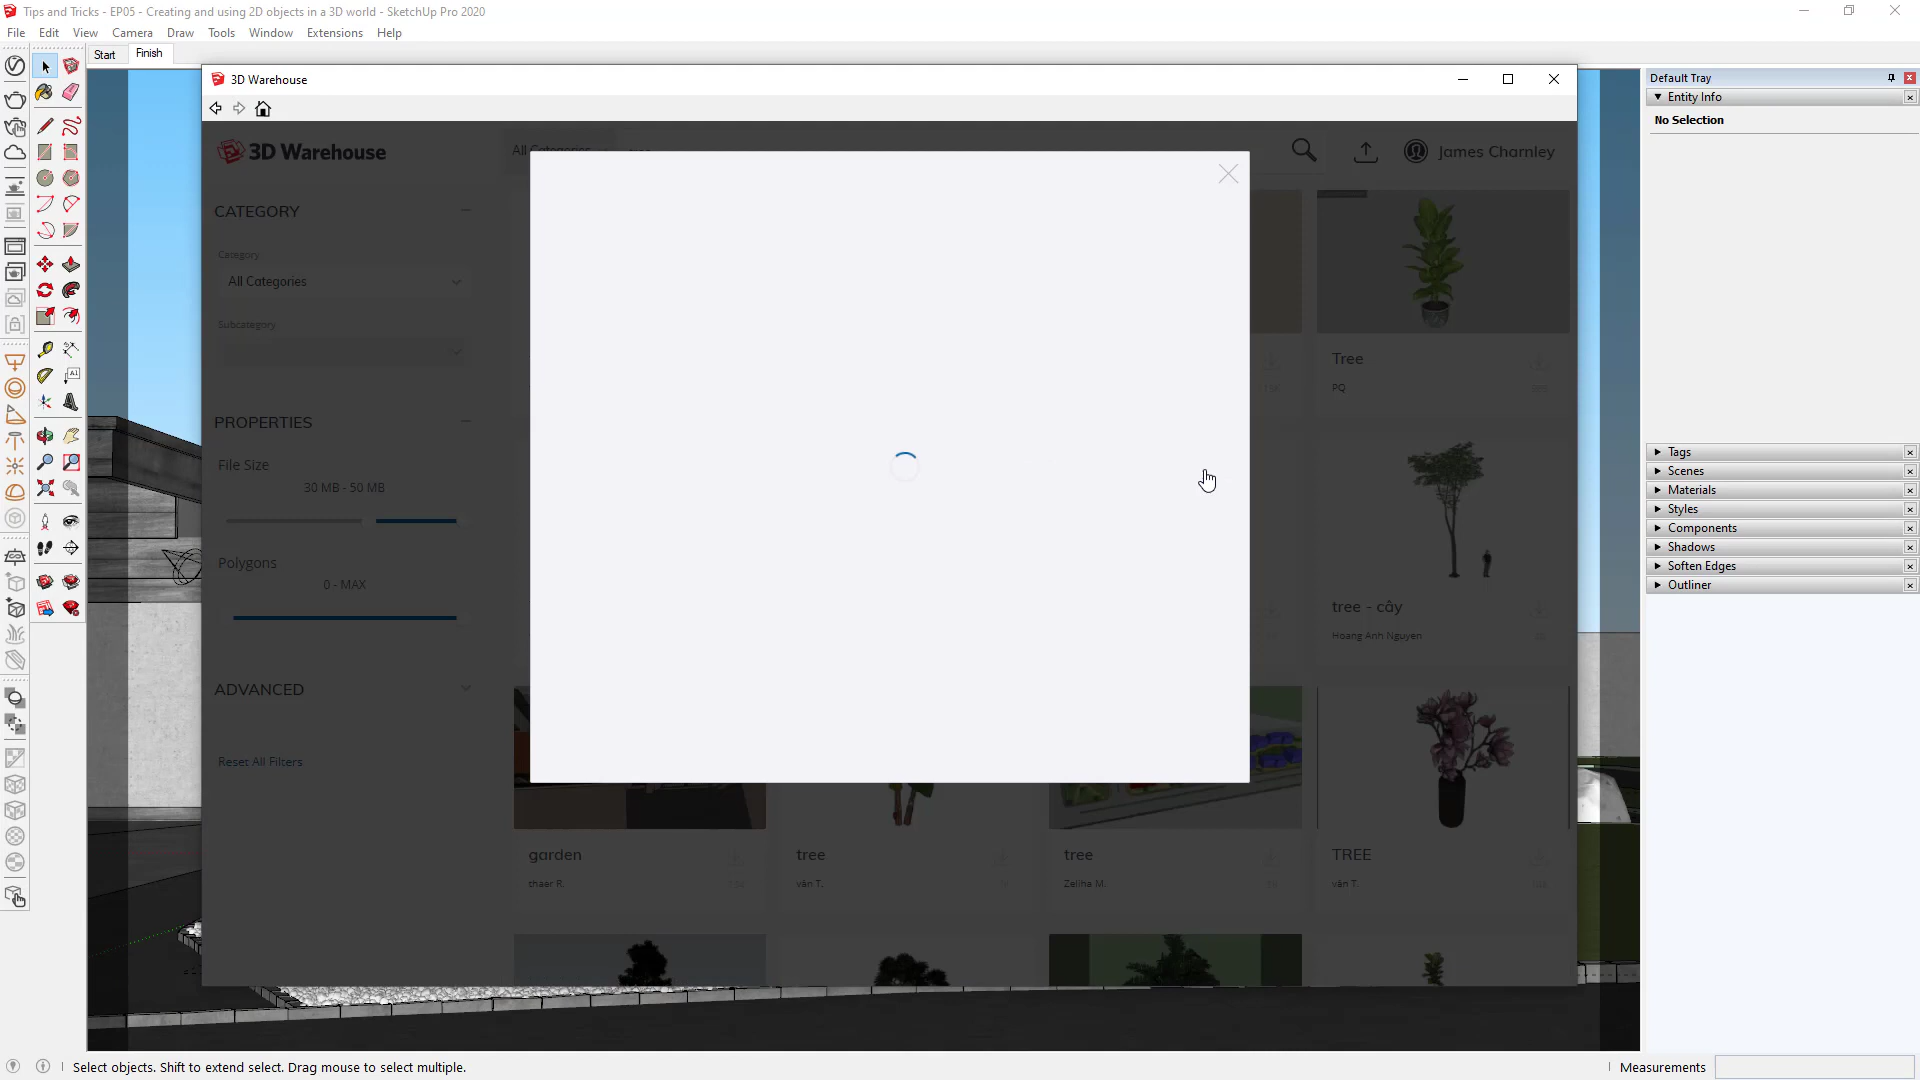 Tips and Tricks - EP05 - Creating and using 2D objects in a 3D world - SketchUp Pro 2020
File Edit View Camera Draw Tools Window Extensions Help
Start Finish
3D Warehouse
Default Tray
Entity Info
No Selection
3D Warehouse
All Categories
James Charnley
CATEGORY
Category
All Categories
Subcategory
PROPERTIES
File Size
30 MB - 50 MB
Polygons
0 - MAX
ADVANCED
Reset All Filters
Tree
PQ
tree - cây
Hoang Anh Nguyen
garden
shaer R.
tree
văn T.
tree
Zeliha M.
TREE
văn T.
Tags
Scenes
Materials
Styles
Components
Shadows
Soften Edges
Outliner
Select objects. Shift to extend select. Drag mouse to select multiple.
Measurements